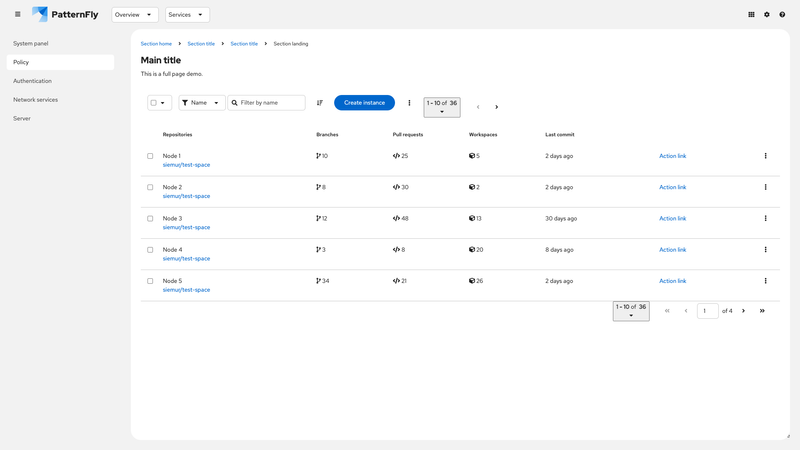 PatternFly
Overview
Services
System panel
Policy
Authentication
Network services
Server
Section home
Section title
Section title
Section landing
Main title
This is a full page demo.
Name
Filter by name
Create instance
1 - 10 of 36
Repositories Branches Pull requests Workspaces Last commit
Node 1 10 25 5 2 days ago Action link
siemur/test-space
Node 2 8 30 2 2 days ago Action link
siemur/test-space
Node 3 12 48 13 30 days ago Action link
siemur/test-space
Node 4 3 8 20 8 days ago Action link
siemur/test-space
Node 5 34 21 26 2 days ago Action link
siemur/test-space
1 - 10 of 36 1 of 4